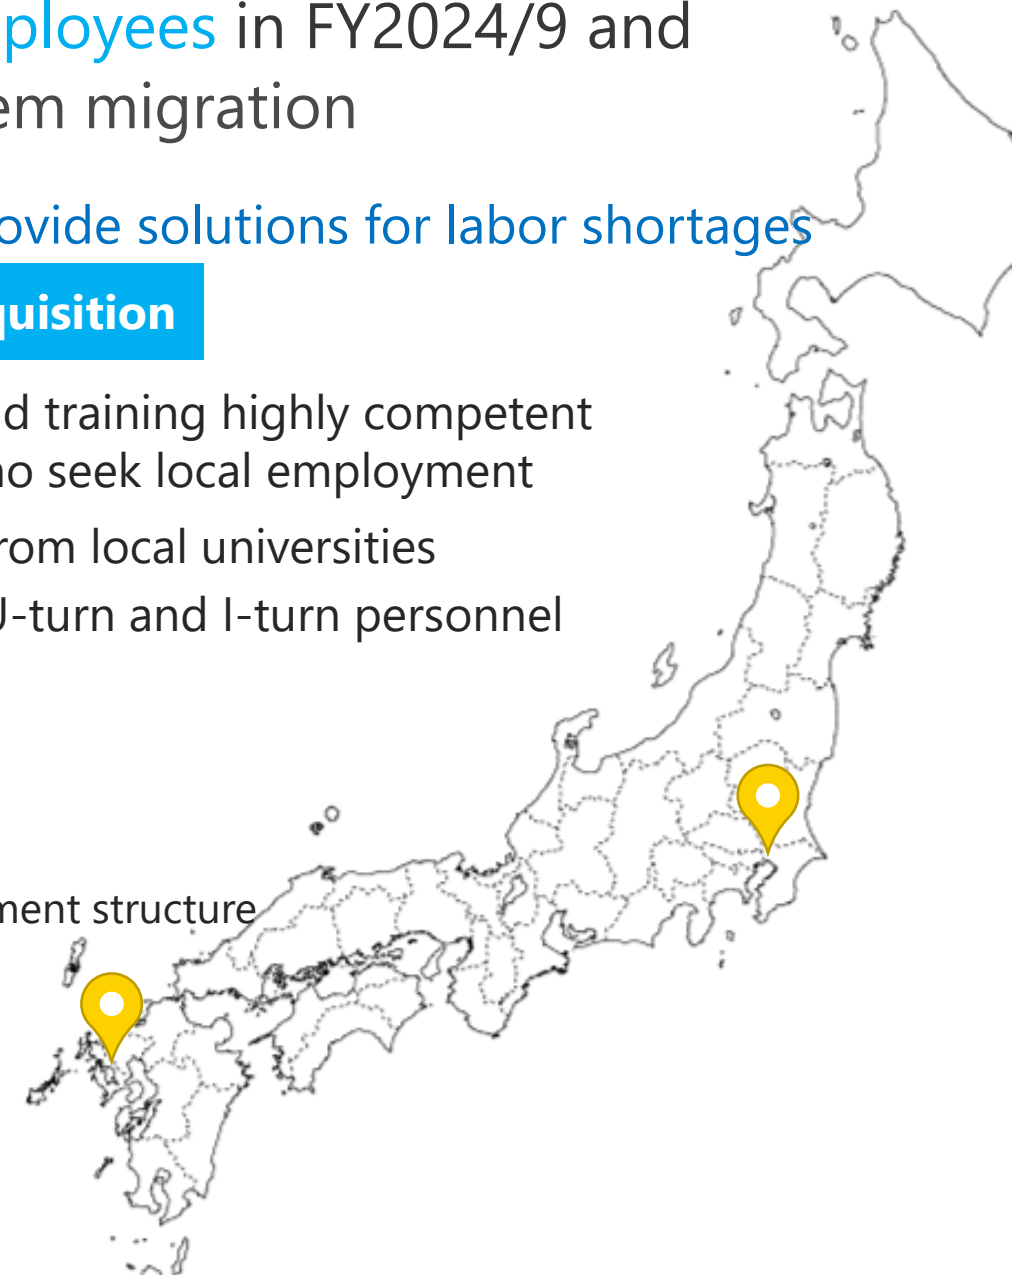 ployees in FY2024/9 and
em migration
ovide solutions for labor shortages
quisition
d training highly competent
o seek local employment
rom local universities
U-turn and I-turn personnel
ment structure